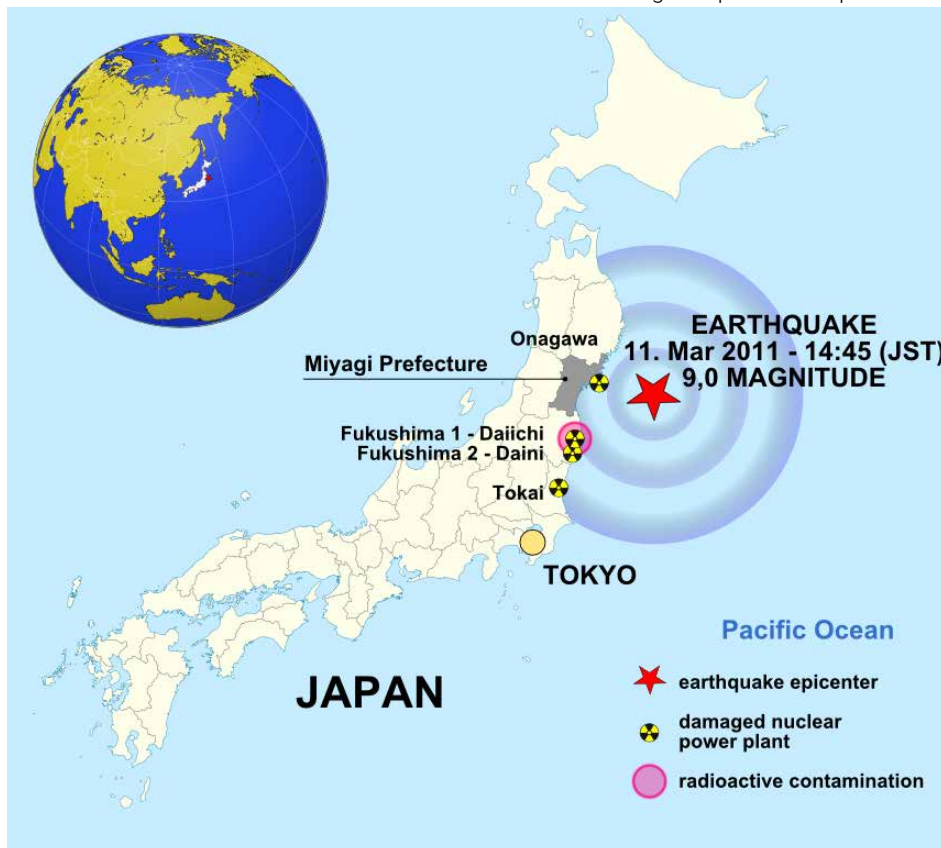 EARTHQUAKE
11. Mar 2011 - 14:45 (JST)
9,0 MAGNITUDE
Onagawa
Miyagi Prefecture
Fukushima 1 - Daiichi
Fukushima 2 - Daini
Tokai
TOKYO
JAPAN
Pacific Ocean
earthquake epicenter
damaged nuclear
power plant
radioactive contamination